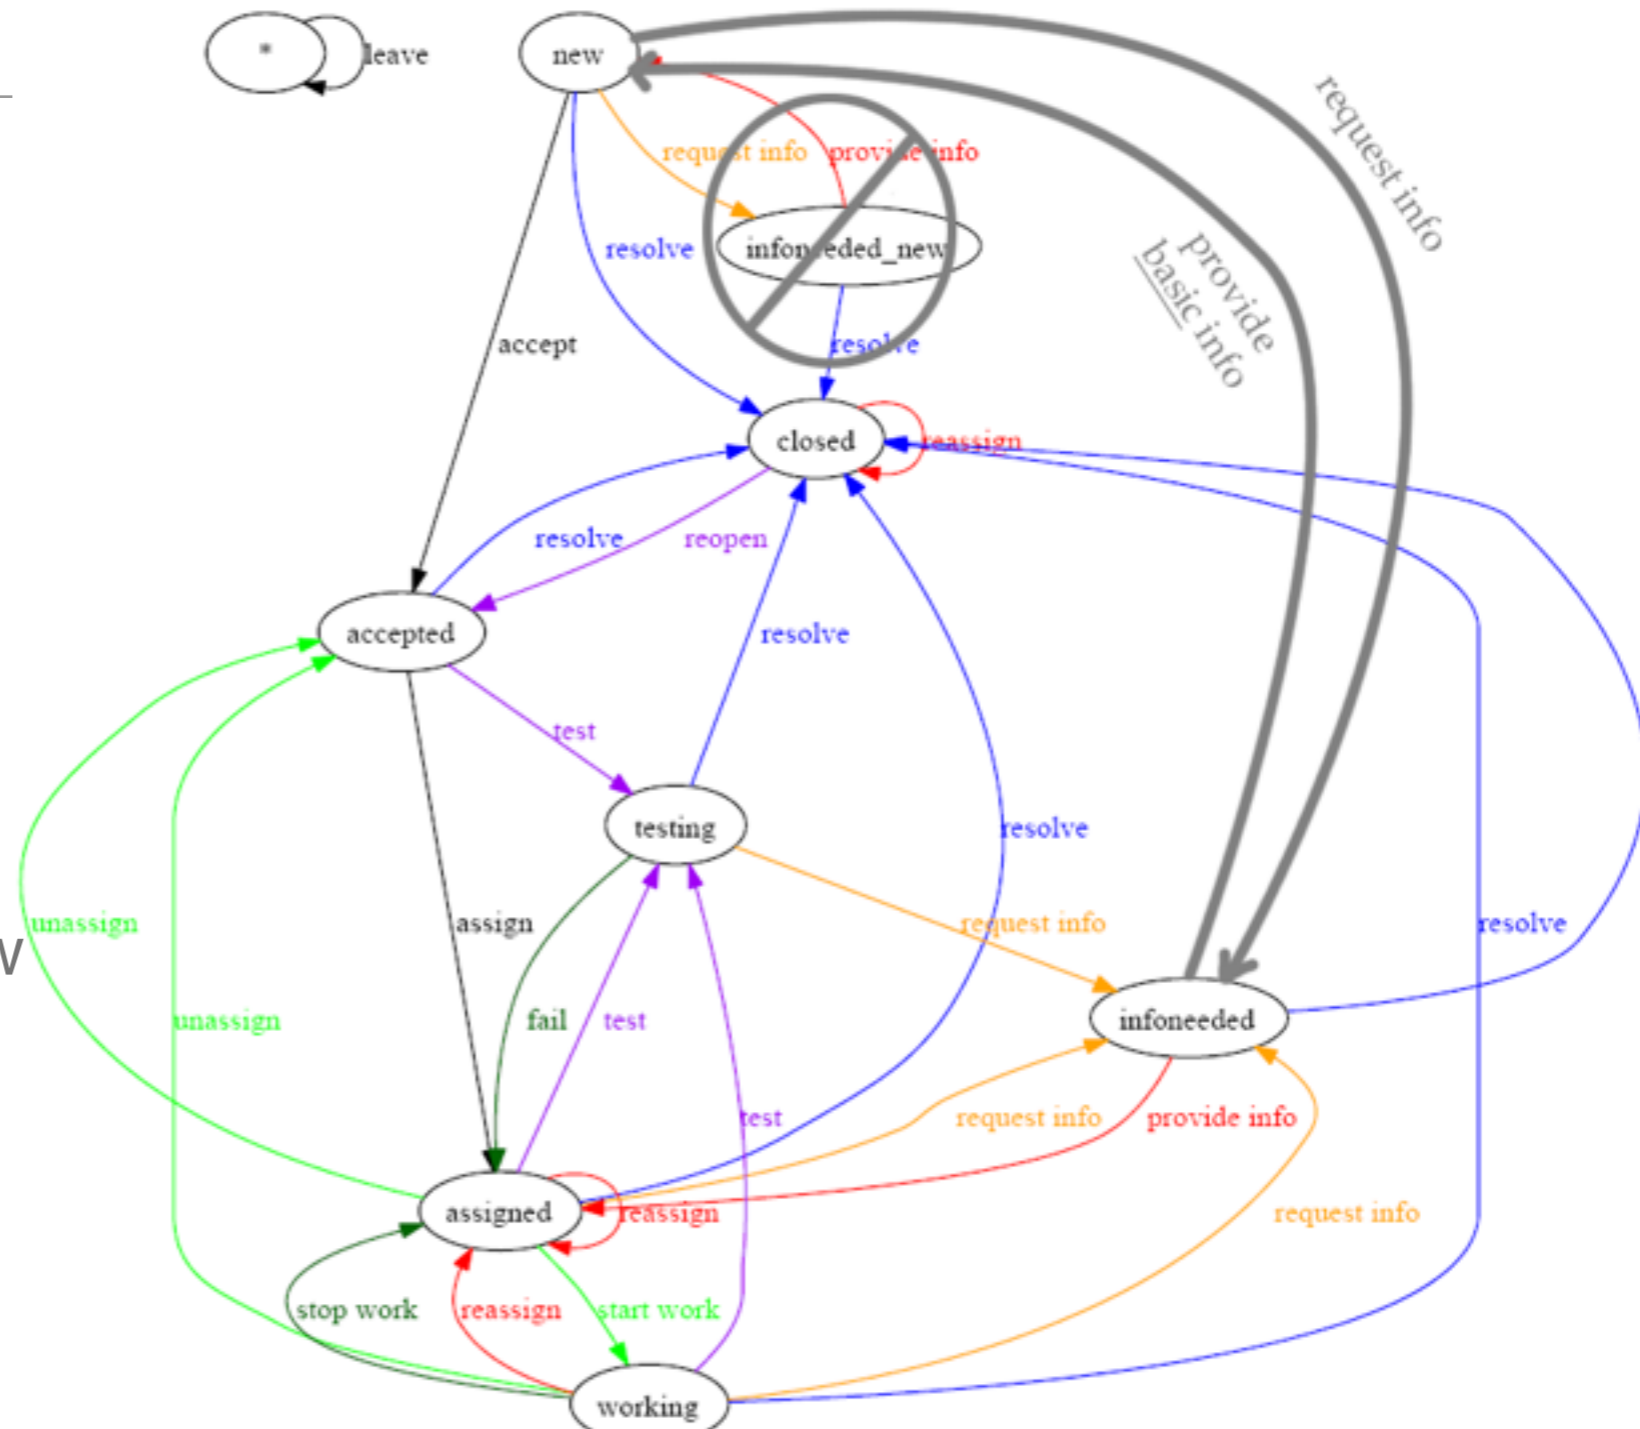 *
leave
new
request info
provide info
request info
resolve
infoneeded_new
provide
basic info
accept
resolve
closed
reassign
resolve
reopen
accepted
resolve
test
testing
resolve
unassign
assign
request info
resolve
w
unassign
fail
test
infoneeded
test
request info
provide info
assigned
reassign
request info
stop work
reassign
start work
working